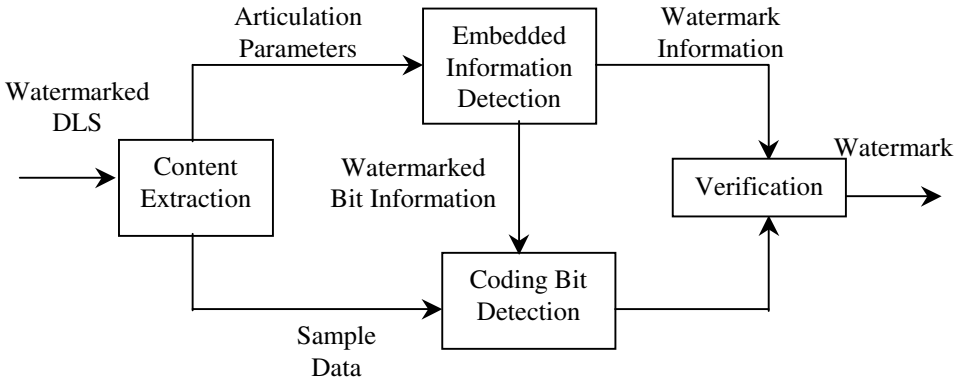 Articulation
Parameters
Embedded
Information
Detection
Watermark
Information
Watermarked
DLS
Content
Extraction
Watermarked
Bit Information
Verification
Watermark
Coding Bit
Detection
Sample
Data